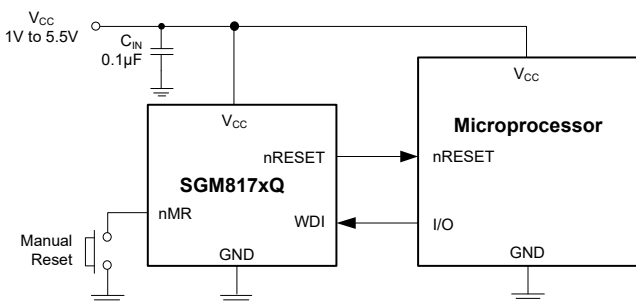 VCC
1V to 5.5V
CIN
0.1µF
VCC
nRESET
SGM817xQ
nMR
WDI
GND
Manual
Reset
VCC
Microprocessor
nRESET
I/O
GND